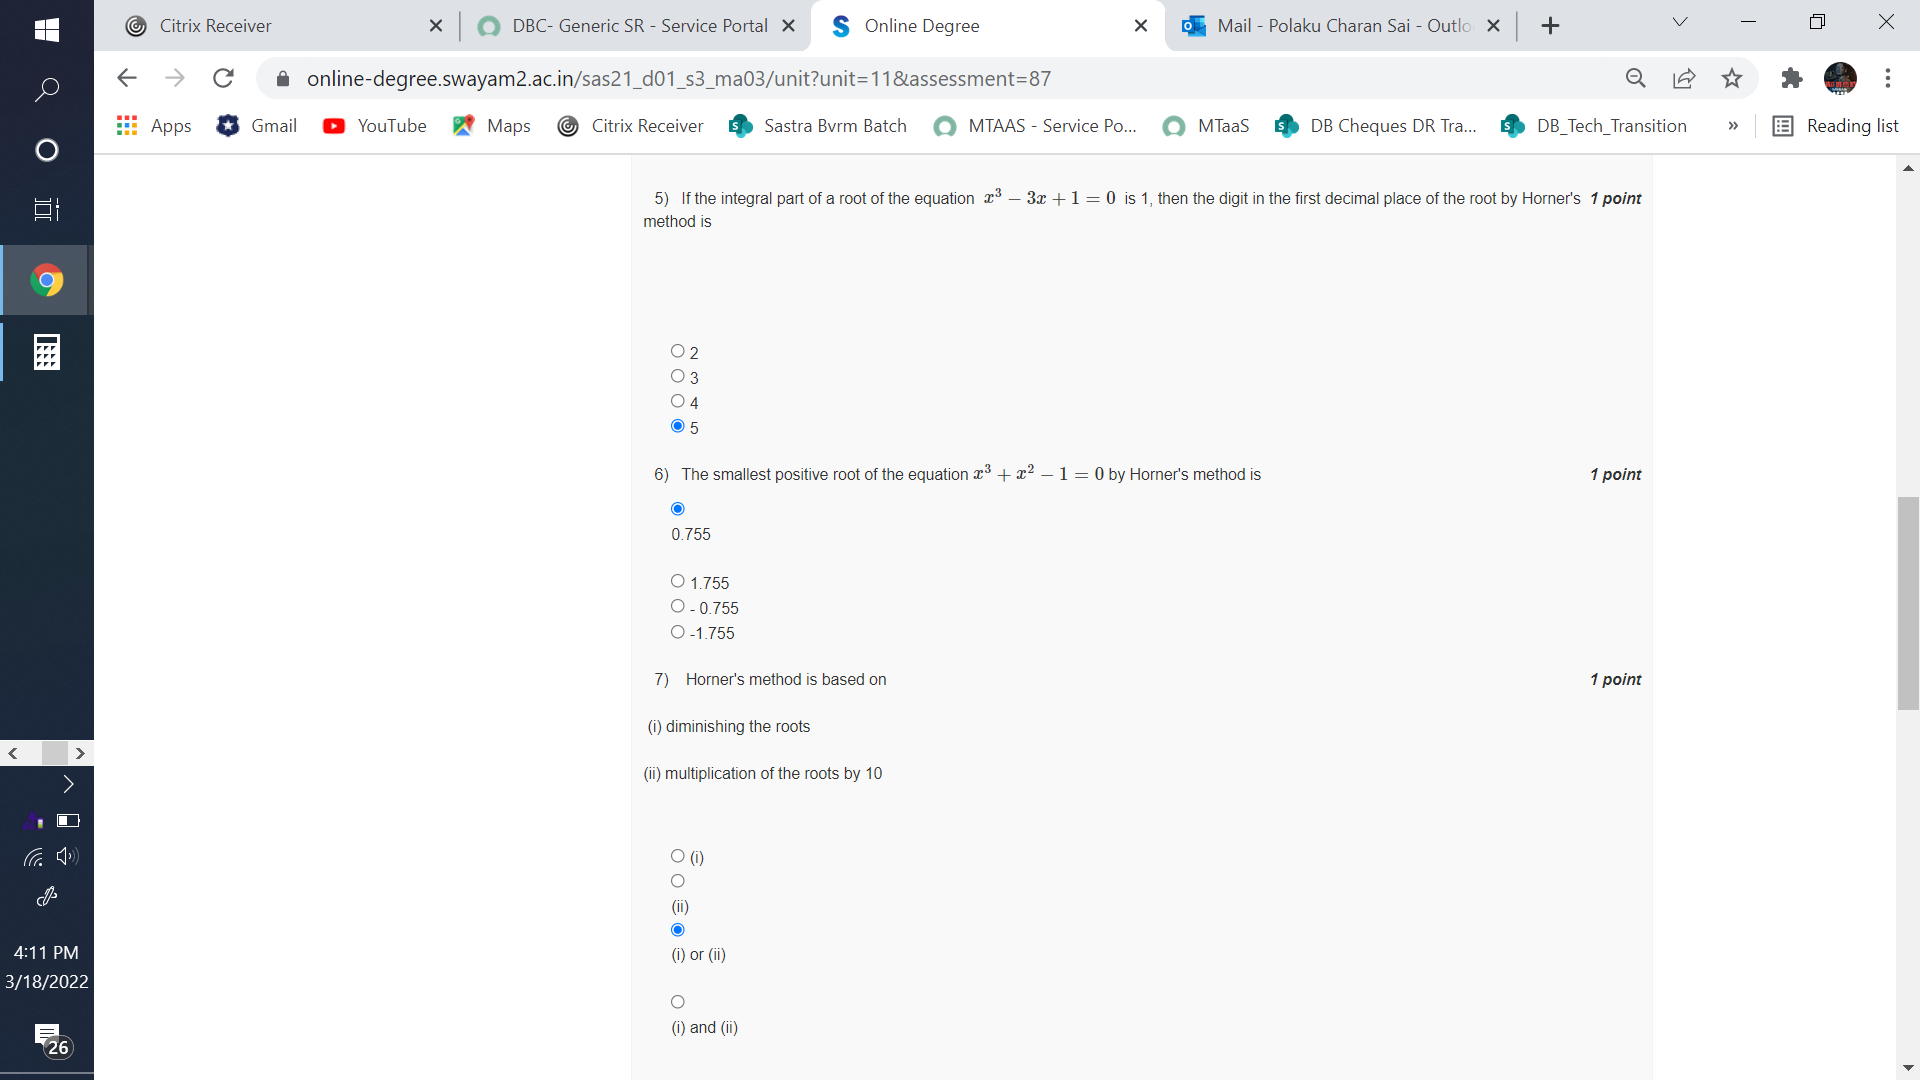 Citrix Receiver
DBC- Generic SR - Service Portal
Online Degree
Mail - Polaku Charan Sai - Outlo
online-degree.swayam2.ac.in/sas21_d01_s3_ma03/unit?unit=11&assessment=87
Apps
Gmail
YouTube
Maps
Citrix Receiver
Sastra Bvrm Batch
MTAAS - Service Po...
MTaaS
DB Cheques DR Tra...
DB_Tech_Transition
»
Reading list
5) If the integral part of a root of the equation x³ − 3x + 1 = 0 is 1, then the digit in the first decimal place of the root by Horner's 1 point
method is
2
3
4
5
6) The smallest positive root of the equation x³ + x² − 1 = 0 by Horner's method is 1 point
0.755
1.755
- 0.755
-1.755
7) Horner's method is based on 1 point
(i) diminishing the roots
(ii) multiplication of the roots by 10
(i)
(ii)
(i) or (ii)
(i) and (ii)
4:11 PM
3/18/2022
26